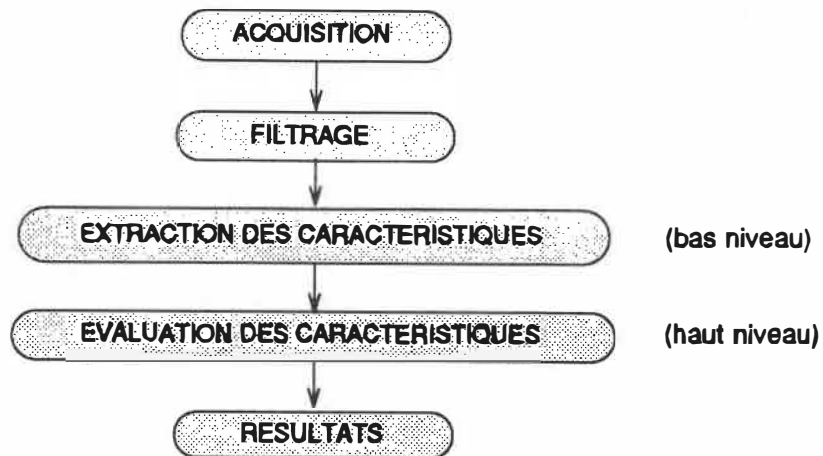 ACQUISITION
FILTRAGE
EXTRACTION DES CARACTERISTIQUES (bas niveau)
EVALUATION DES CARACTERISTIQUES (haut niveau)
RESULTATS